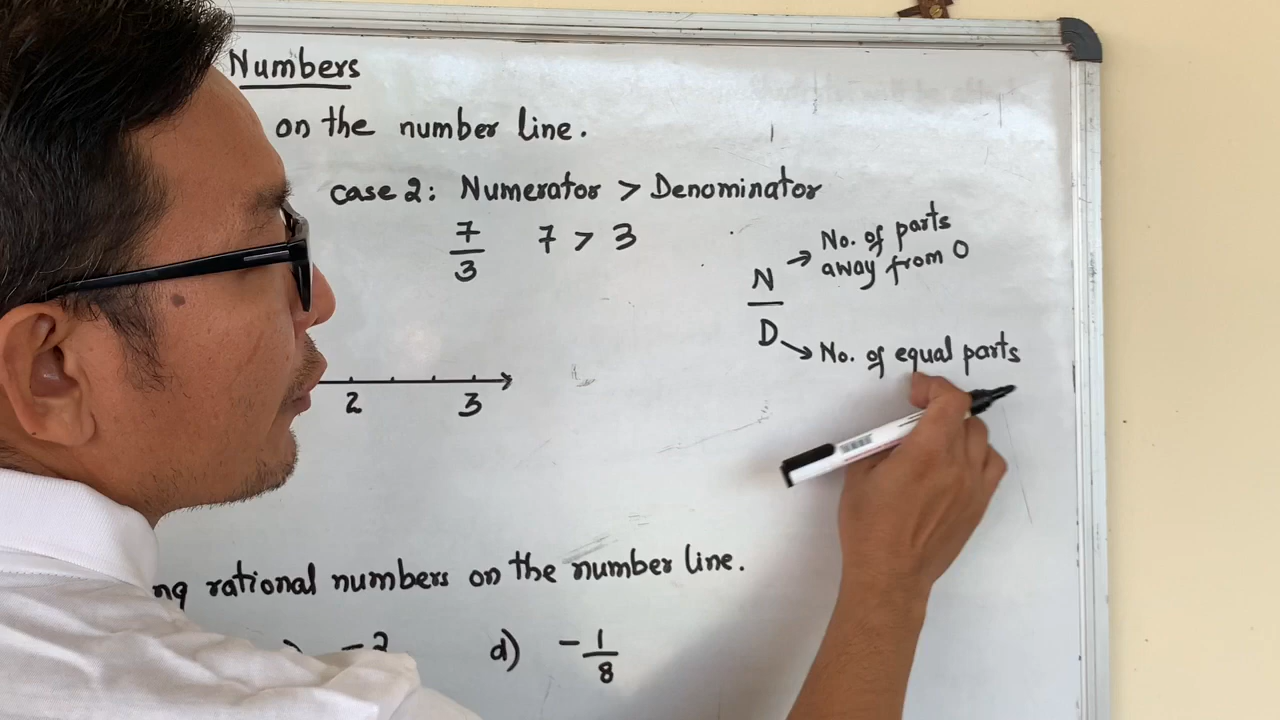 Numbers
on the number line.
case 2: Numerator > Denominator
7/3 7 > 3
N/D
→ No. of parts
away from 0
→ No. of equal parts
2 3
ng rational numbers on the number line.
) -2 d) -1/8